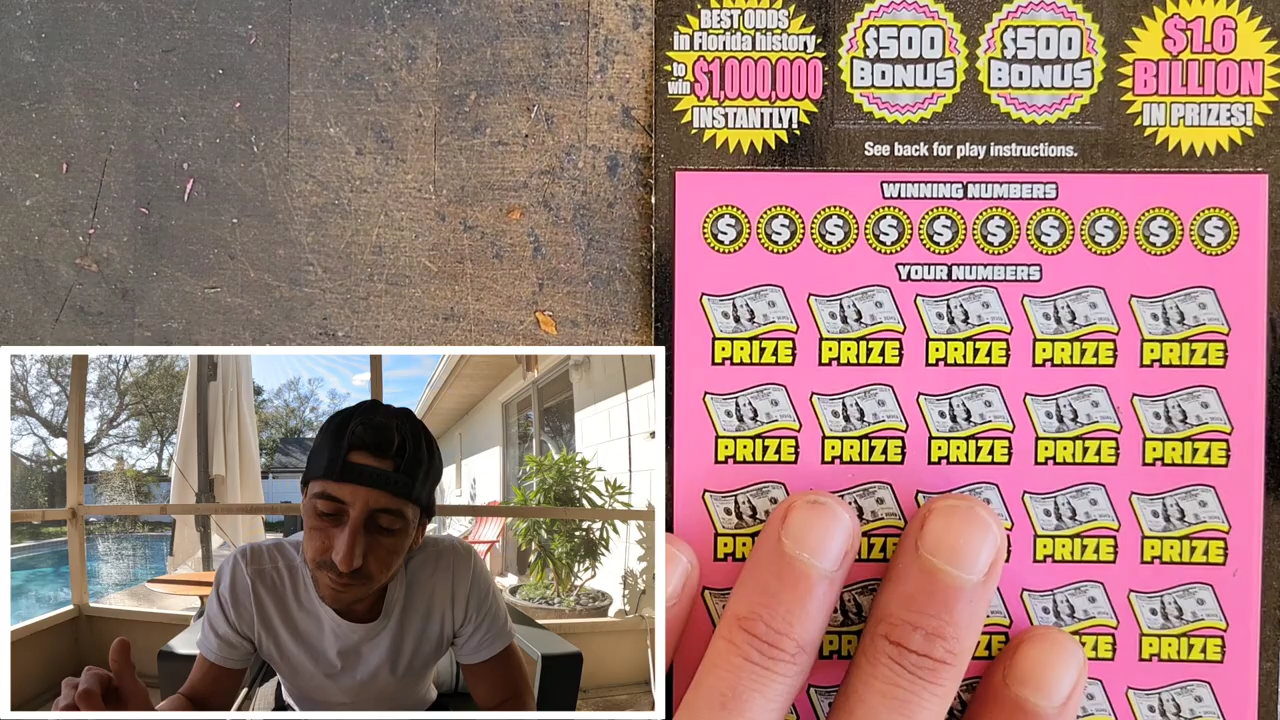 BEST ODDS
in Florida history
to win $1,000,000
INSTANTLY!
$500
BONUS
$500
BONUS
$1.6
BILLION
IN PRIZES!
See back for play instructions.
WINNING NUMBERS
$ $ $ $ $ $ $ $ $ $
YOUR NUMBERS
PRIZE PRIZE PRIZE PRIZE PRIZE
PRIZE PRIZE PRIZE PRIZE PRIZE
PRIZE PRIZE
PRIZE PRIZE